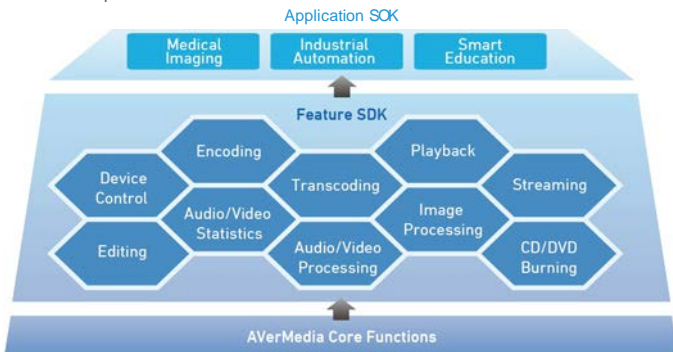 Application SOK
Medical
Imaging
Industrial
Automation
Smart
Education
Feature SDK
Encoding
Playback
Device
Control
Transcoding
Streaming
Audio/Video
Statistics
Image
Processing
Editing
Audio/Video
Processing
CD/DVD
Burning
AVerMedia Core Functions